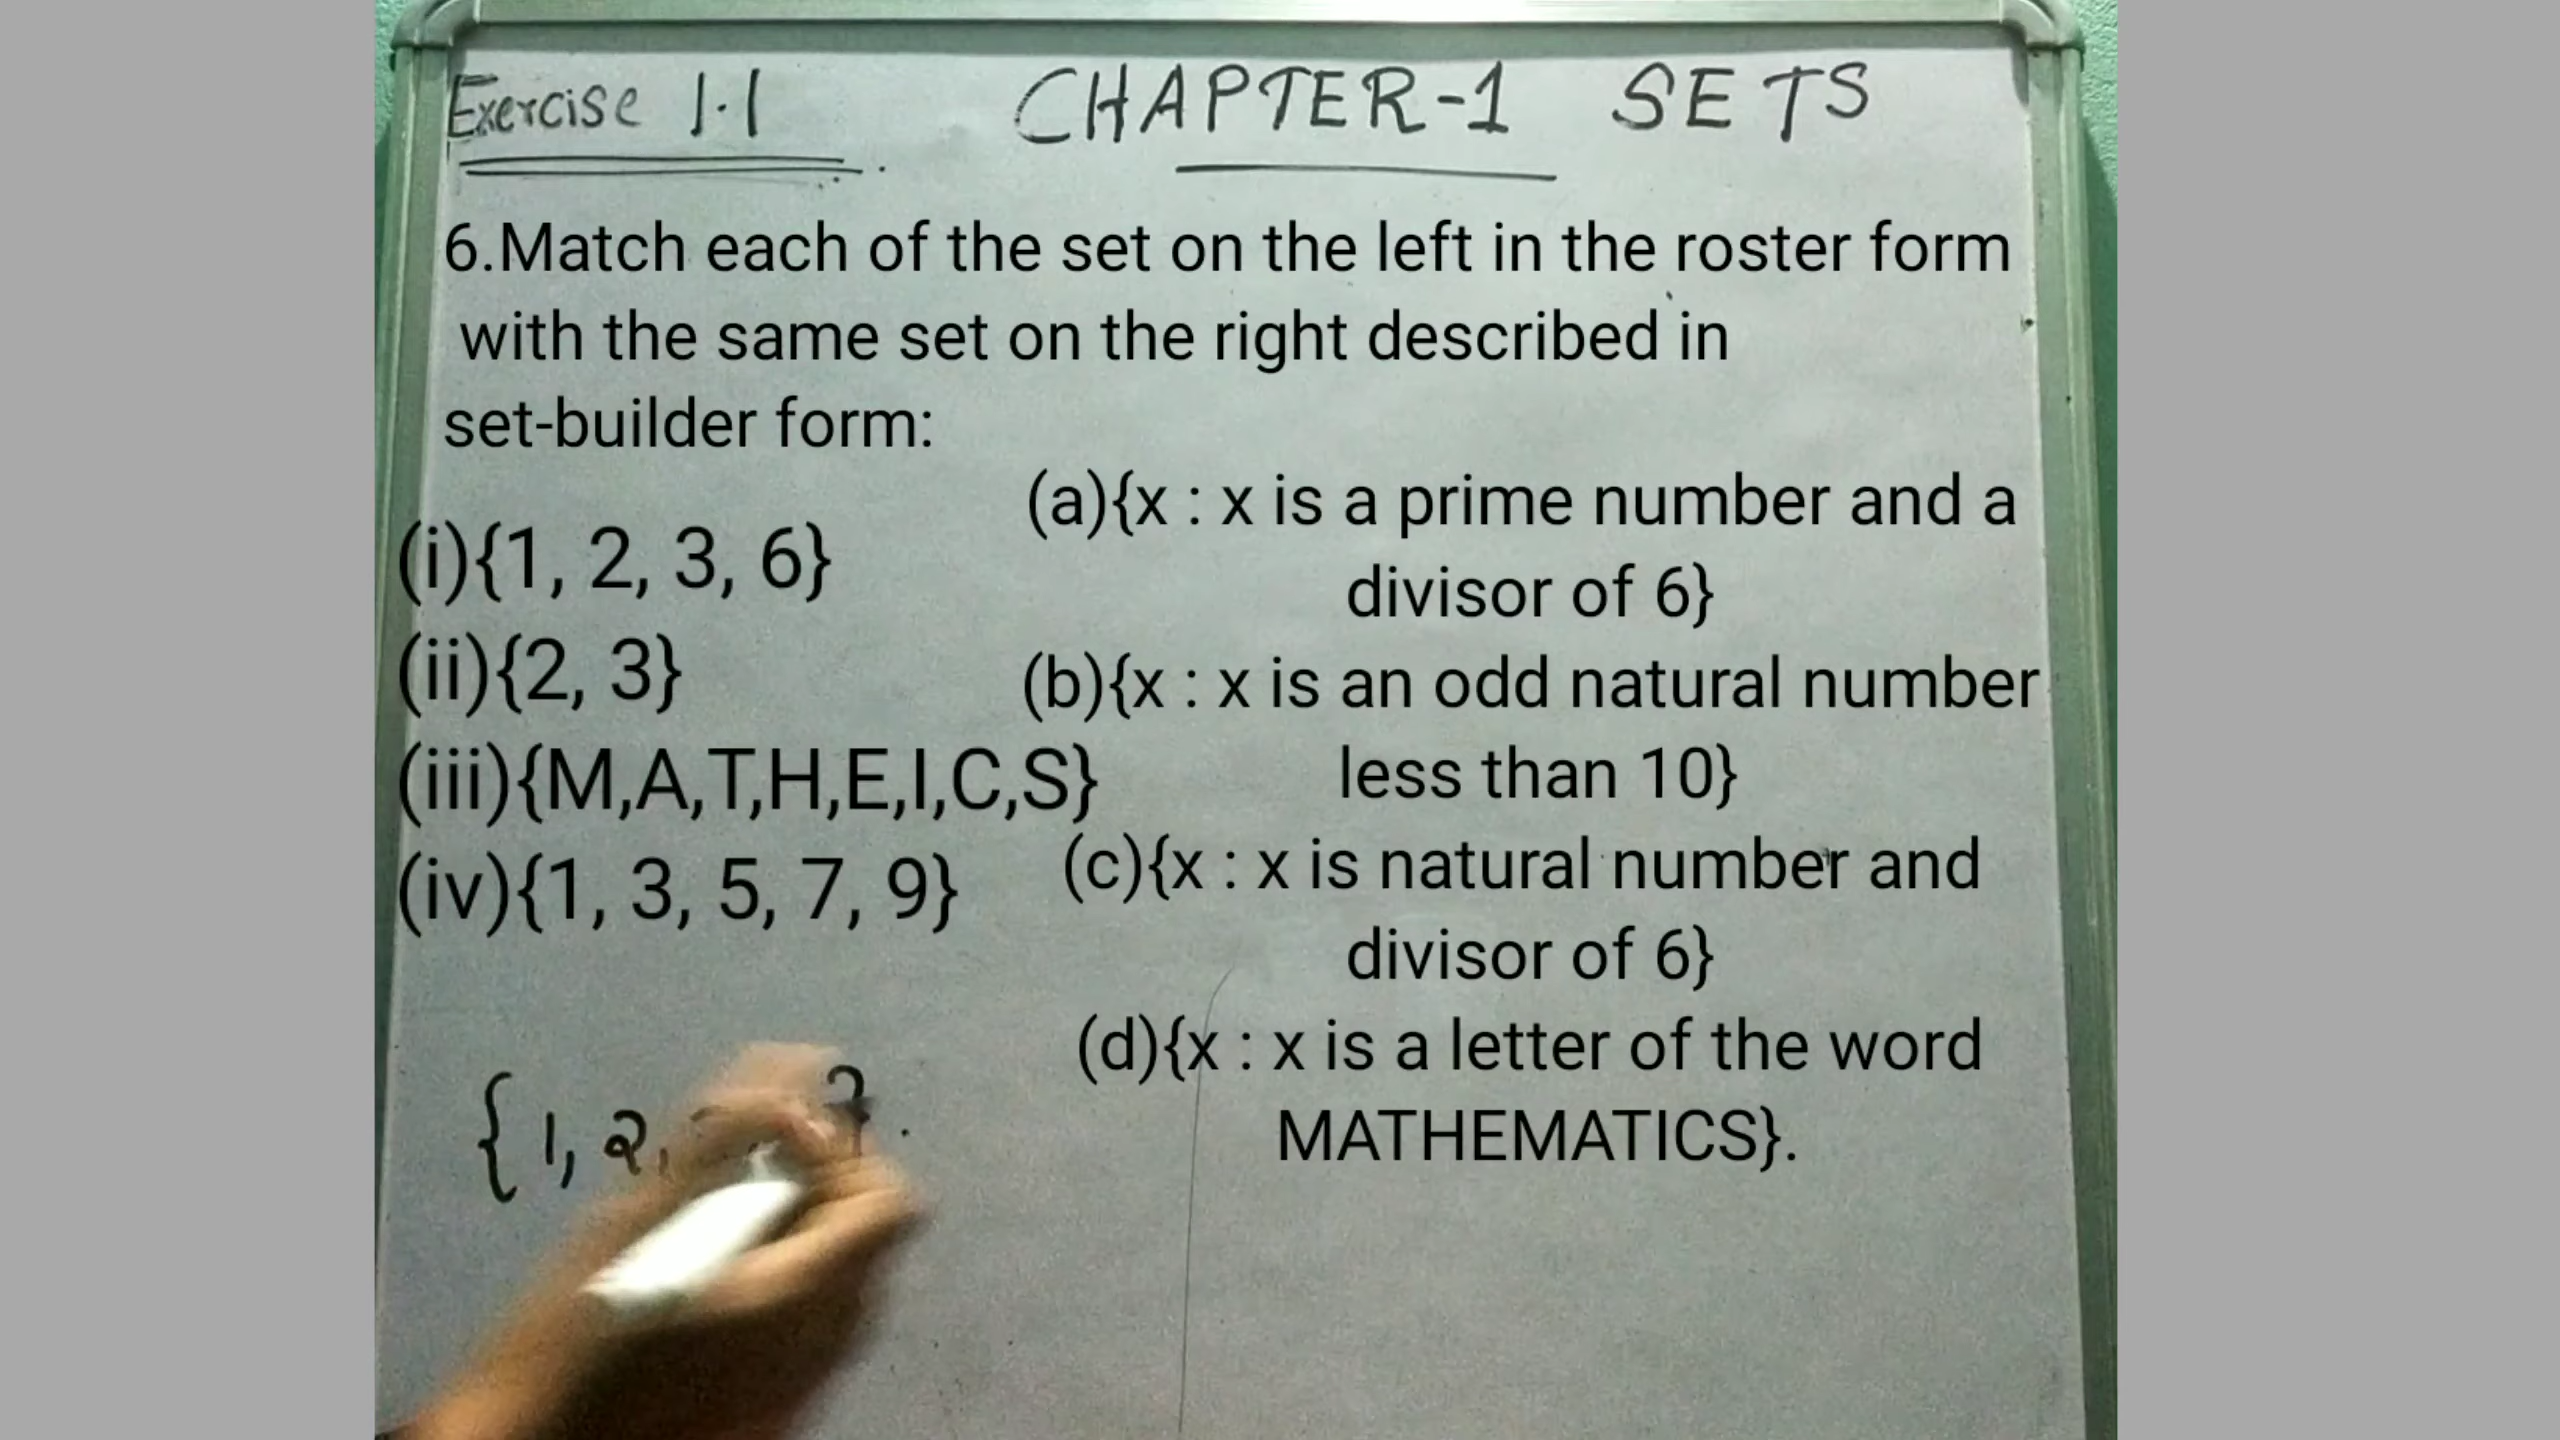 Exercise 1.1 CHAPTER-1 SETS
6.Match each of the set on the left in the roster form
with the same set on the right described in
set-builder form:
(i){1, 2, 3, 6}
(ii){2, 3}
(iii){M,A,T,H,E,I,C,S}
(iv){1, 3, 5, 7, 9}
(a){x : x is a prime number and a
divisor of 6}
(b){x : x is an odd natural number
less than 10}
(c){x : x is natural number and
divisor of 6}
(d){x : x is a letter of the word
MATHEMATICS}.
{1, 2,